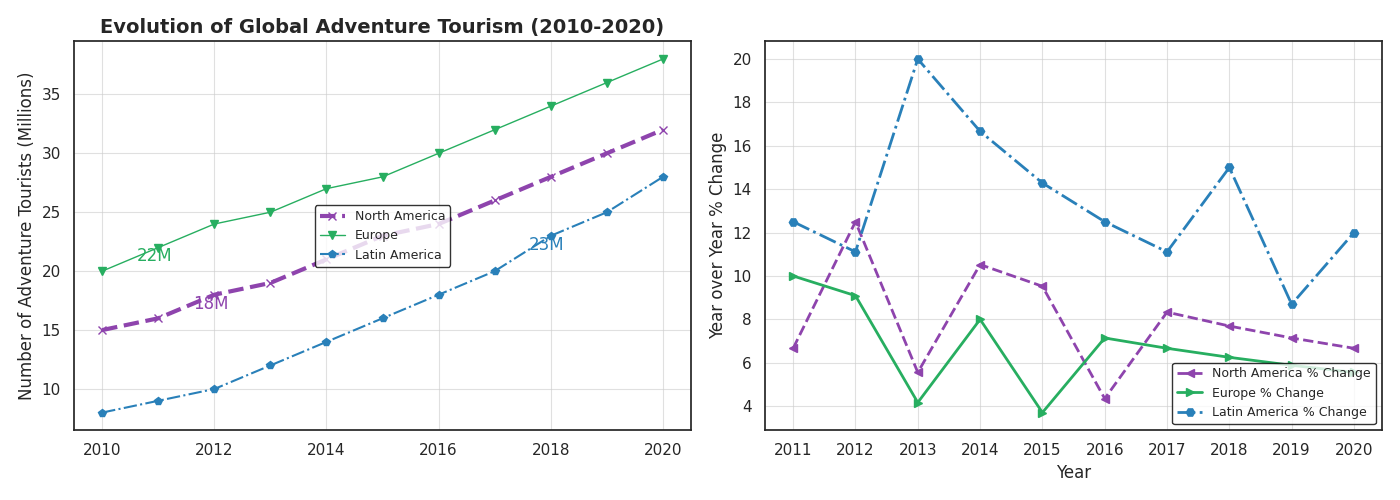 Evolution of Global Adventure Tourism (2010-2020)
Number of Adventure Tourists (Millions)
35
30
25
20
15
10
2010 2012 2014 2016 2018 2020
22M
18M
23M
North America
Europe
Latin America
Year over Year % Change
20
18
16
14
12
10
8
6
4
2011 2012 2013 2014 2015 2016 2017 2018 2019 2020
Year
North America % Change
Europe % Change
Latin America % Change